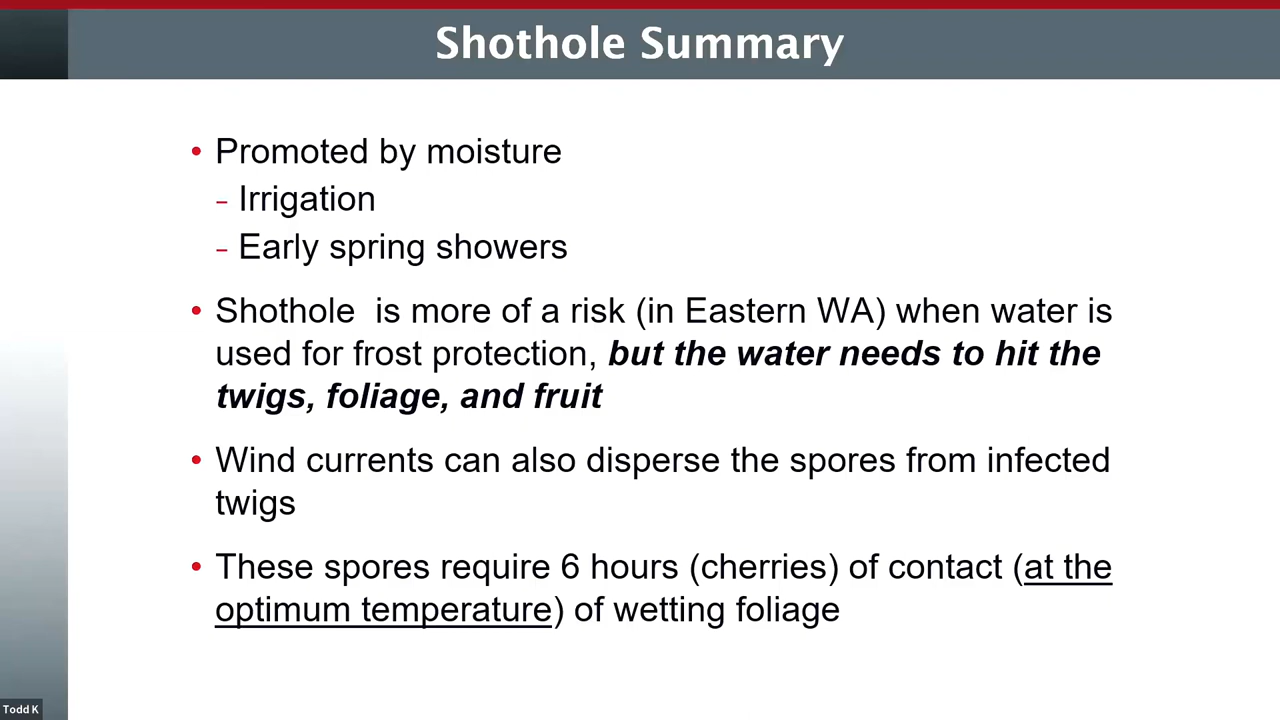 Shothole Summary
• Promoted by moisture
– Irrigation
– Early spring showers
• Shothole  is more of a risk (in Eastern WA) when water is
used for frost protection, but the water needs to hit the
twigs, foliage, and fruit
• Wind currents can also disperse the spores from infected
twigs
• These spores require 6 hours (cherries) of contact (at the
optimum temperature) of wetting foliage
Todd K